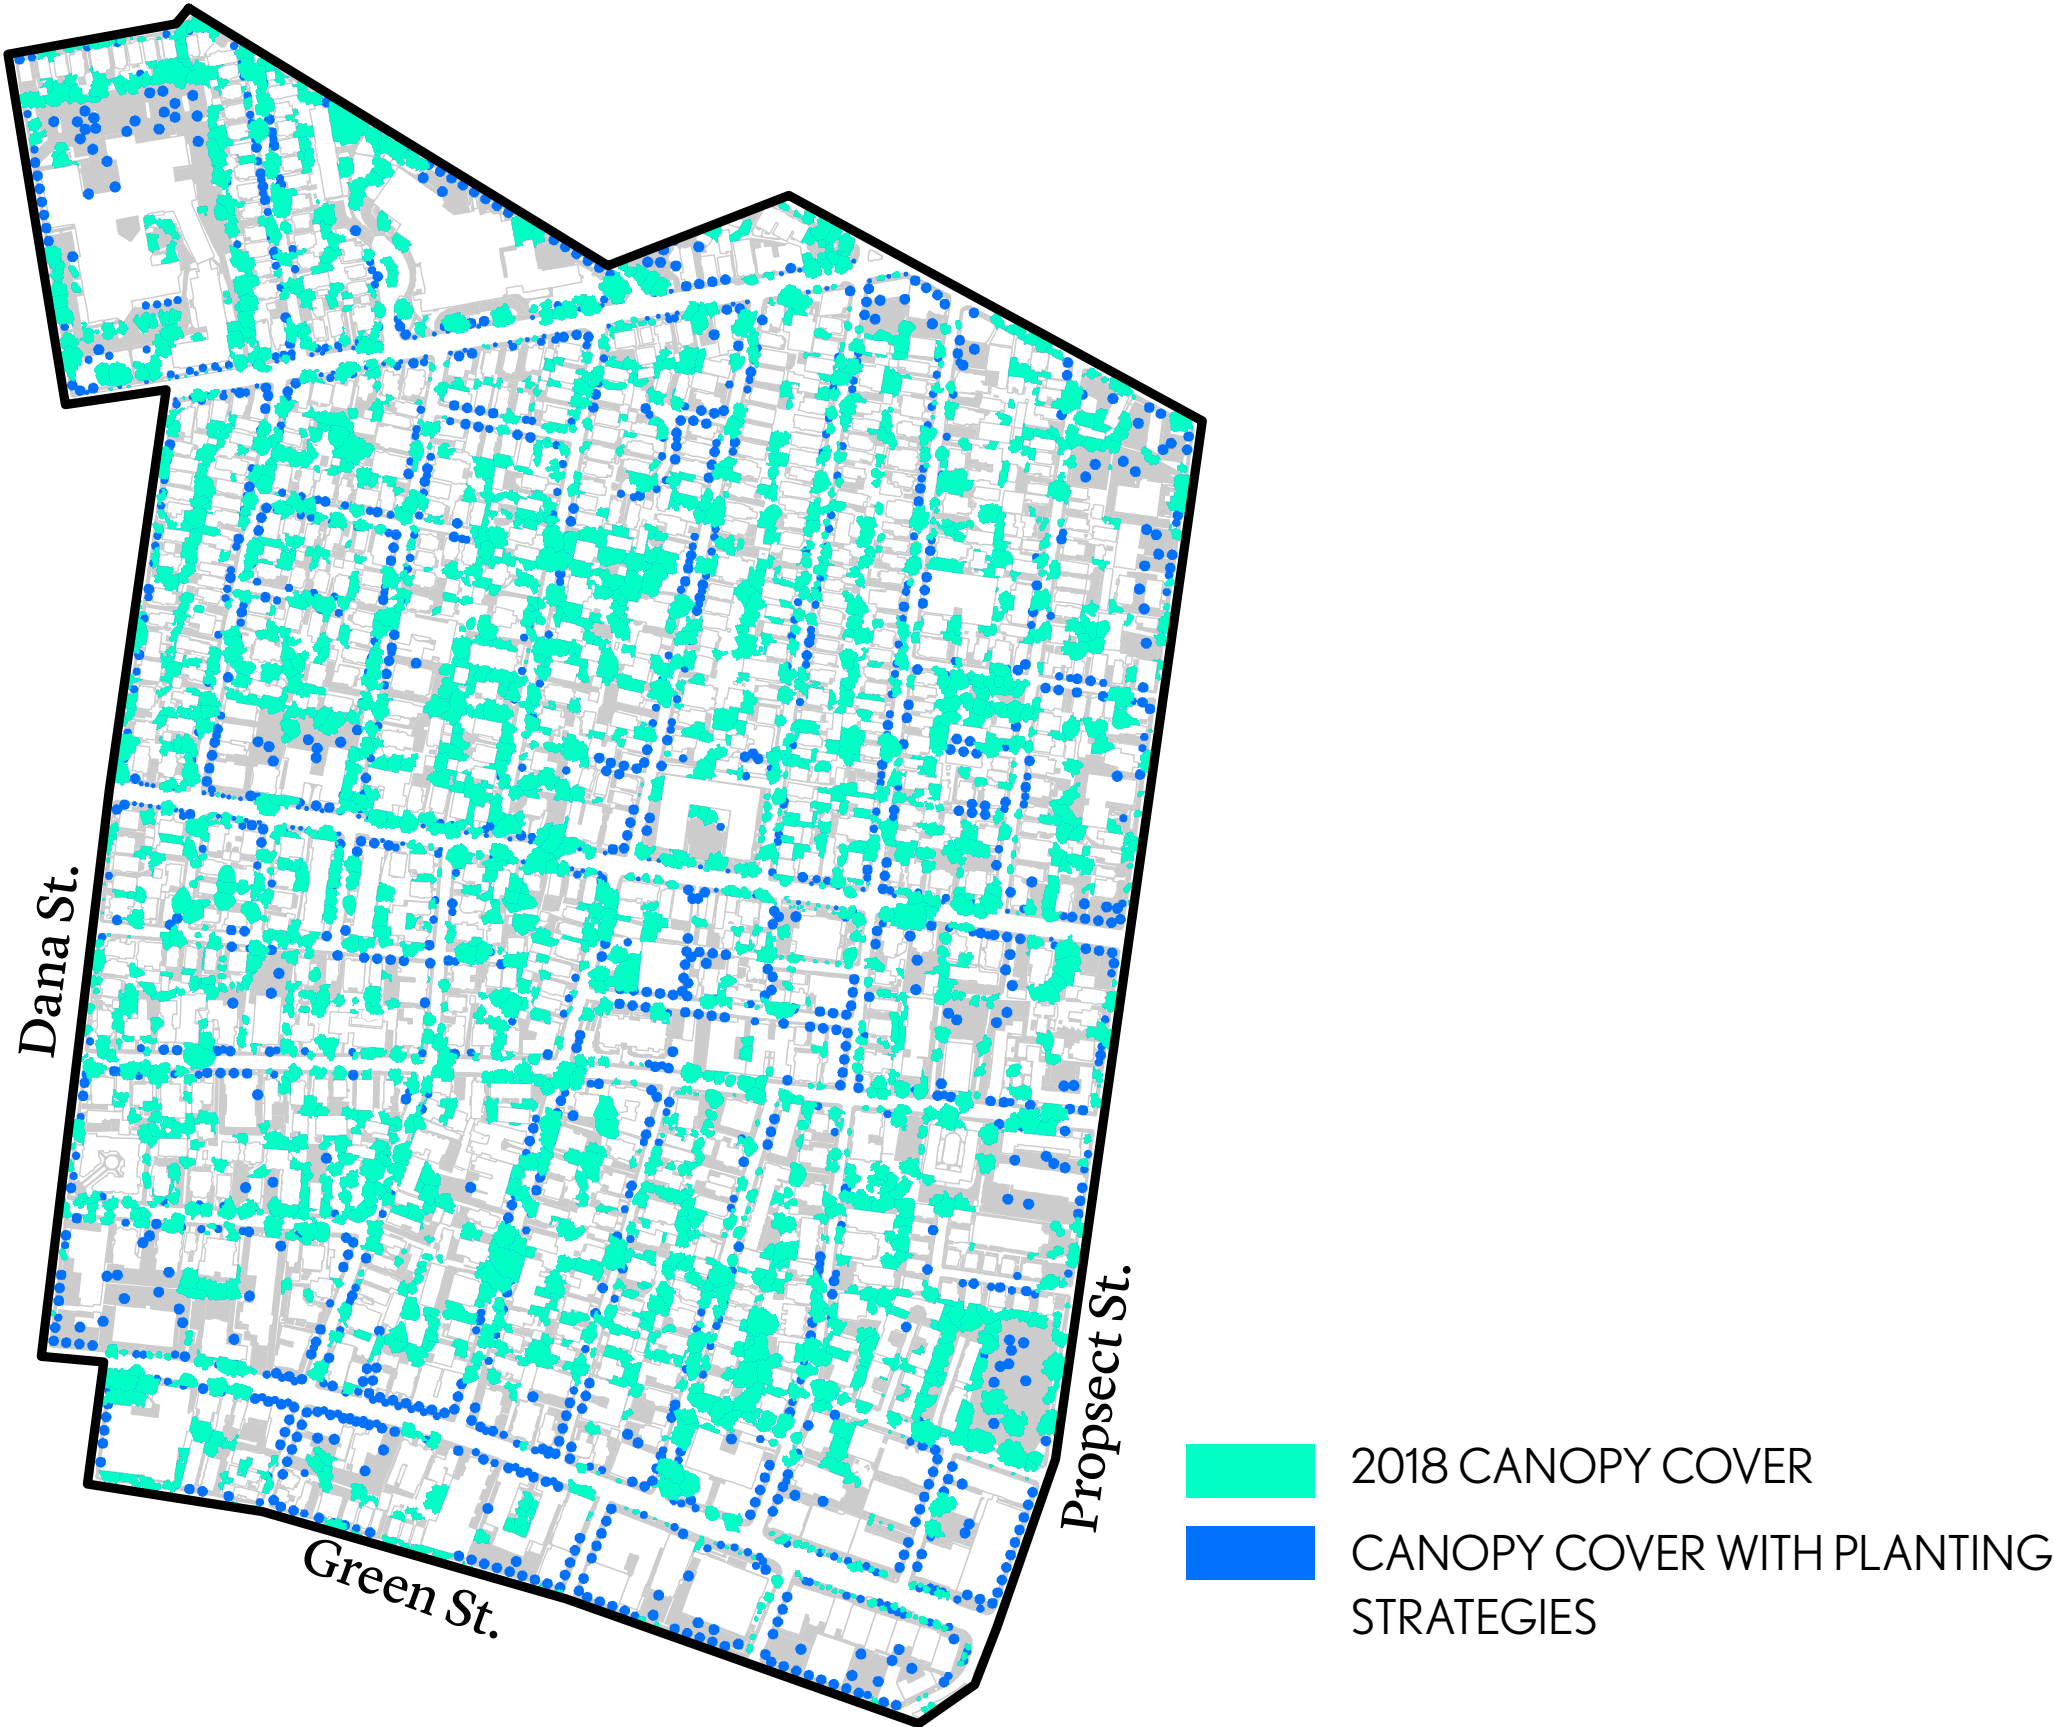 Dana St.
Propsect St.
Green St.
2018 CANOPY COVER
CANOPY COVER WITH PLANTING
STRATEGIES